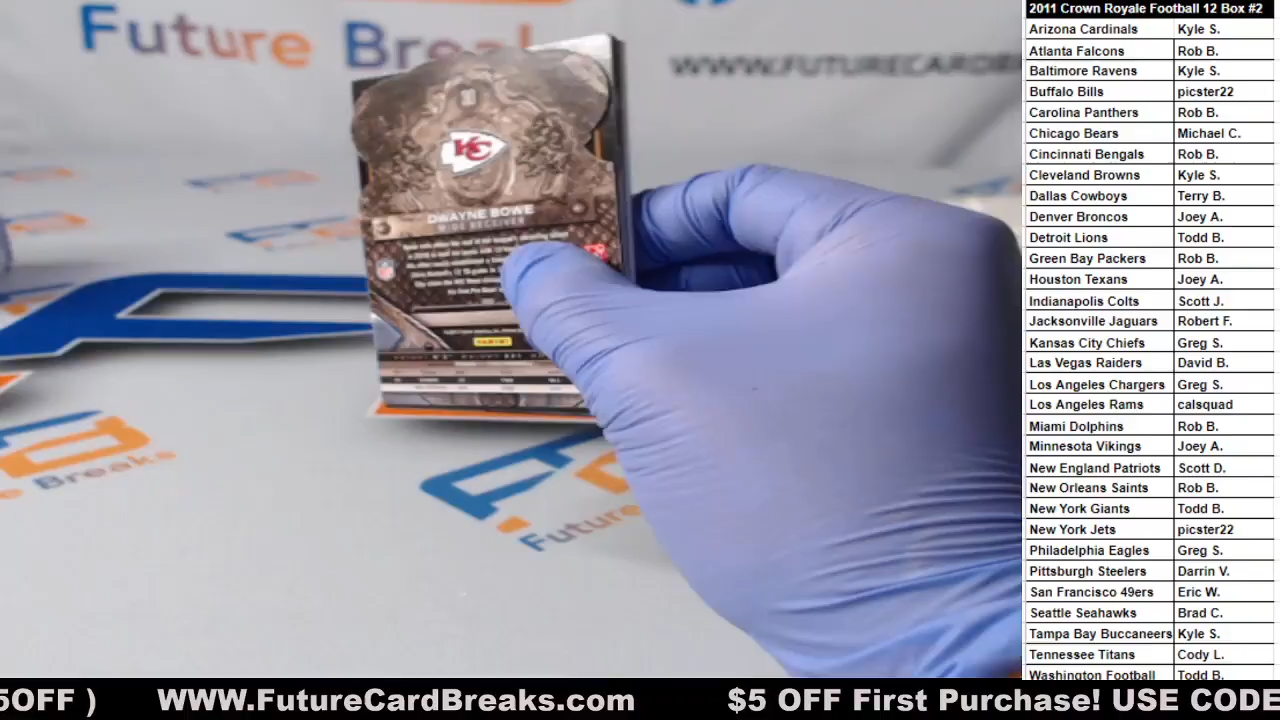 Future Breaks
WWW.FUTURECARDBRE
KC
DWAYNE BOWE
WIDE RECEIVER
PANINI
Breaks
Future
2011 Crown Royale Football 12 Box #2
Arizona Cardinals Kyle S.
Atlanta Falcons Rob B.
Baltimore Ravens Kyle S.
Buffalo Bills picster22
Carolina Panthers Rob B.
Chicago Bears Michael C.
Cincinnati Bengals Rob B.
Cleveland Browns Kyle S.
Dallas Cowboys Terry B.
Denver Broncos Joey A.
Detroit Lions Todd B.
Green Bay Packers Rob B.
Houston Texans Joey A.
Indianapolis Colts Scott J.
Jacksonville Jaguars Robert F.
Kansas City Chiefs Greg S.
Las Vegas Raiders David B.
Los Angeles Chargers Greg S.
Los Angeles Rams calsquad
Miami Dolphins Rob B.
Minnesota Vikings Joey A.
New England Patriots Scott D.
New Orleans Saints Rob B.
New York Giants Todd B.
New York Jets picster22
Philadelphia Eagles Greg S.
Pittsburgh Steelers Darrin V.
San Francisco 49ers Eric W.
Seattle Seahawks Brad C.
Tampa Bay Buccaneers Kyle S.
Tennessee Titans Cody L.
Washington Football Todd B.
5OFF ) WWW.FutureCardBreaks.com $5 OFF First Purchase! USE CODE